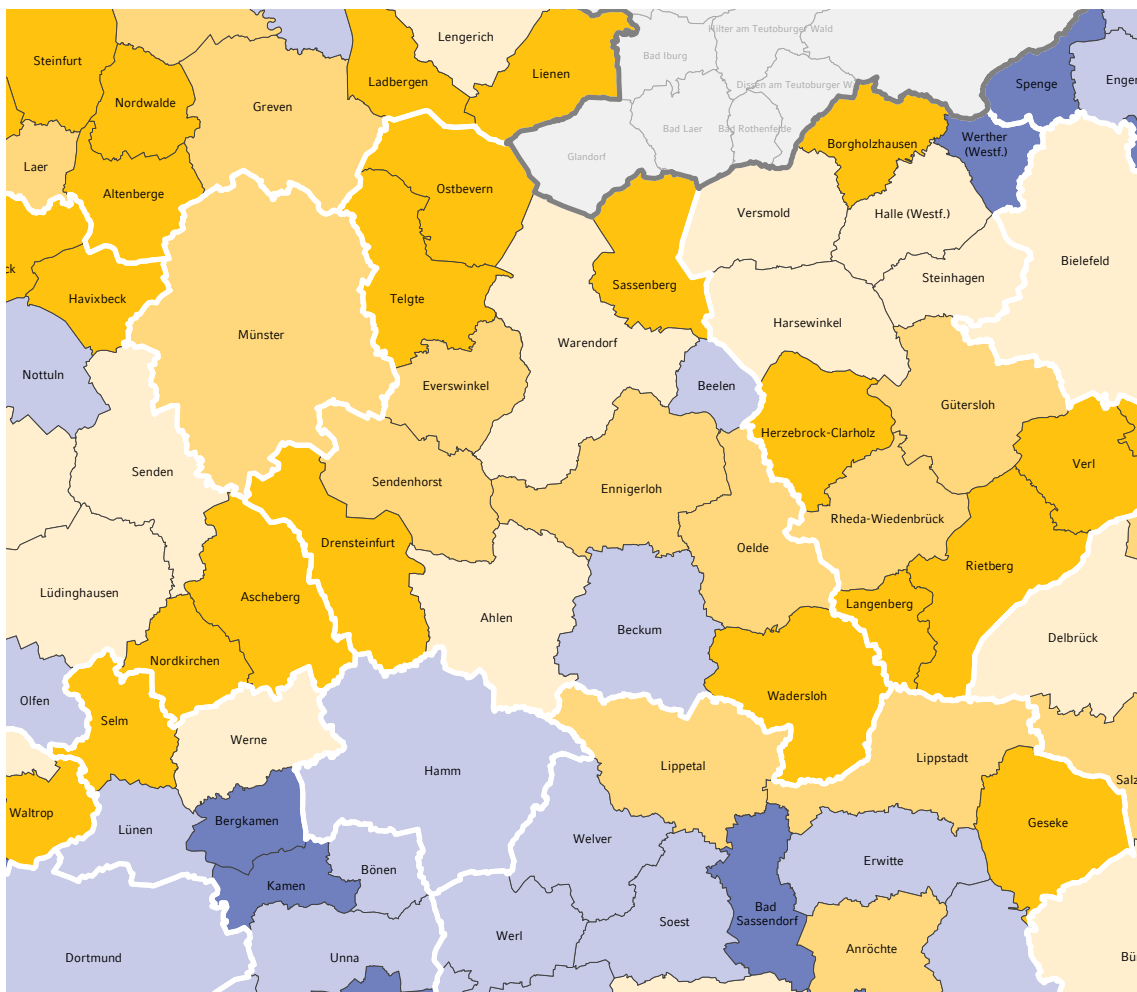 Lengerich
Hilter am Teutoburger Wald
Bad Iburg
Steinfurt
Ladbergen
Lienen
Dissen am Teutoburger W
Spenge
Enger
Nordwalde
Greven
Bad Laer
Bad Rothenfelde
Borgholzhausen
Werther
(Westf.)
Glandorf
Laer
Altenberge
Ostbevern
Versmold
Halle (Westf.)
Bielefeld
ck
Havixbeck
Telgte
Sassenberg
Steinhagen
Münster
Warendorf
Harsewinkel
Nottuln
Everswinkel
Beelen
Gütersloh
Herzebrock-Clarholz
Senden
Sendenhorst
Ennigerloh
Verl
Rheda-Wiedenbrück
Drensteinfurt
Oelde
Rietberg
Lüdinghausen
Ascheberg
Langenberg
Ahlen
Beckum
Delbrück
Nordkirchen
Olfen
Wadersloh
Selm
Werne
Hamm
Lippetal
Lippstadt
Salz
Waltrop
Bergkamen
Lünen
Geseke
Welver
Erwitte
Bönen
Kamen
Bad
Sassendorf
Soest
Werl
Anröchte
Dortmund
Unna
Bü